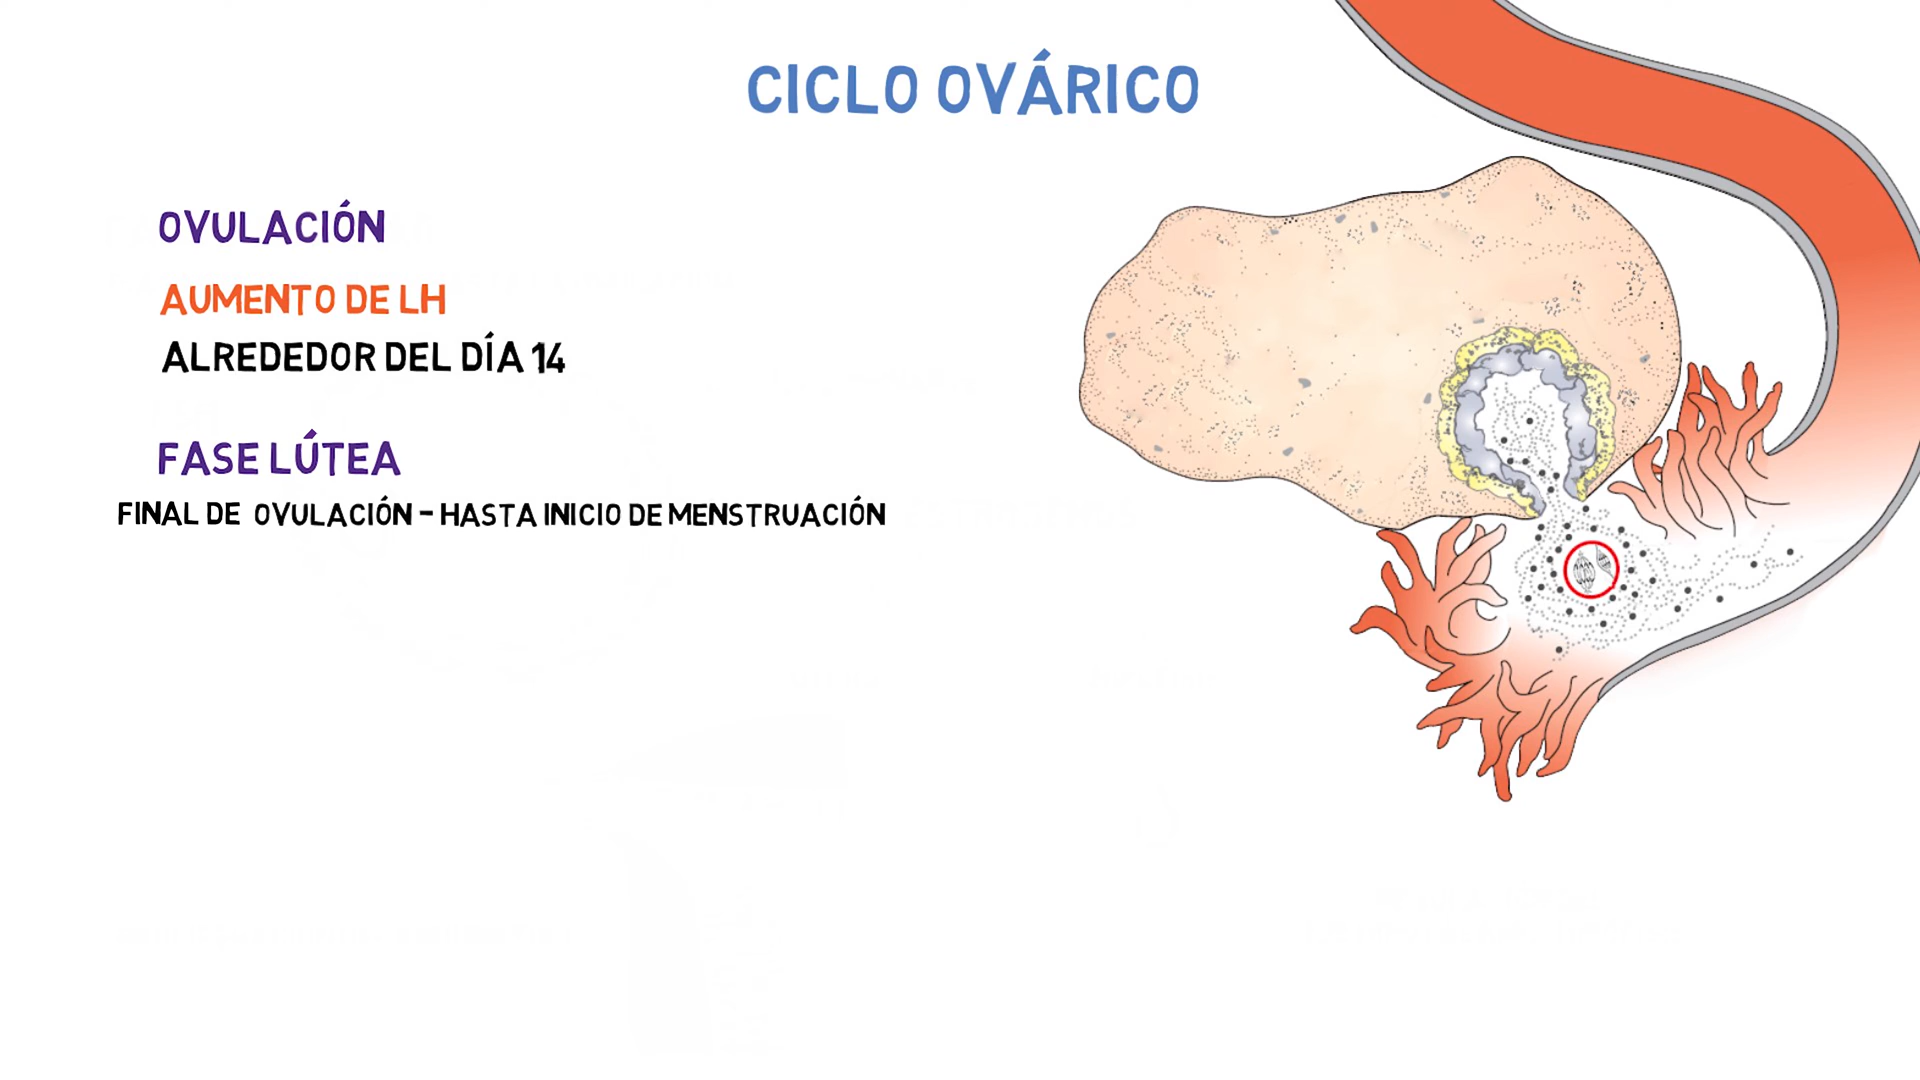 CICLO OVÁRICO
OVULACIÓN
AUMENTO DE LH
ALREDEDOR DEL DÍA 14
FASE LÚTEA
FINAL DE OVULACIÓN - HASTA INICIO DE MENSTRUACIÓN